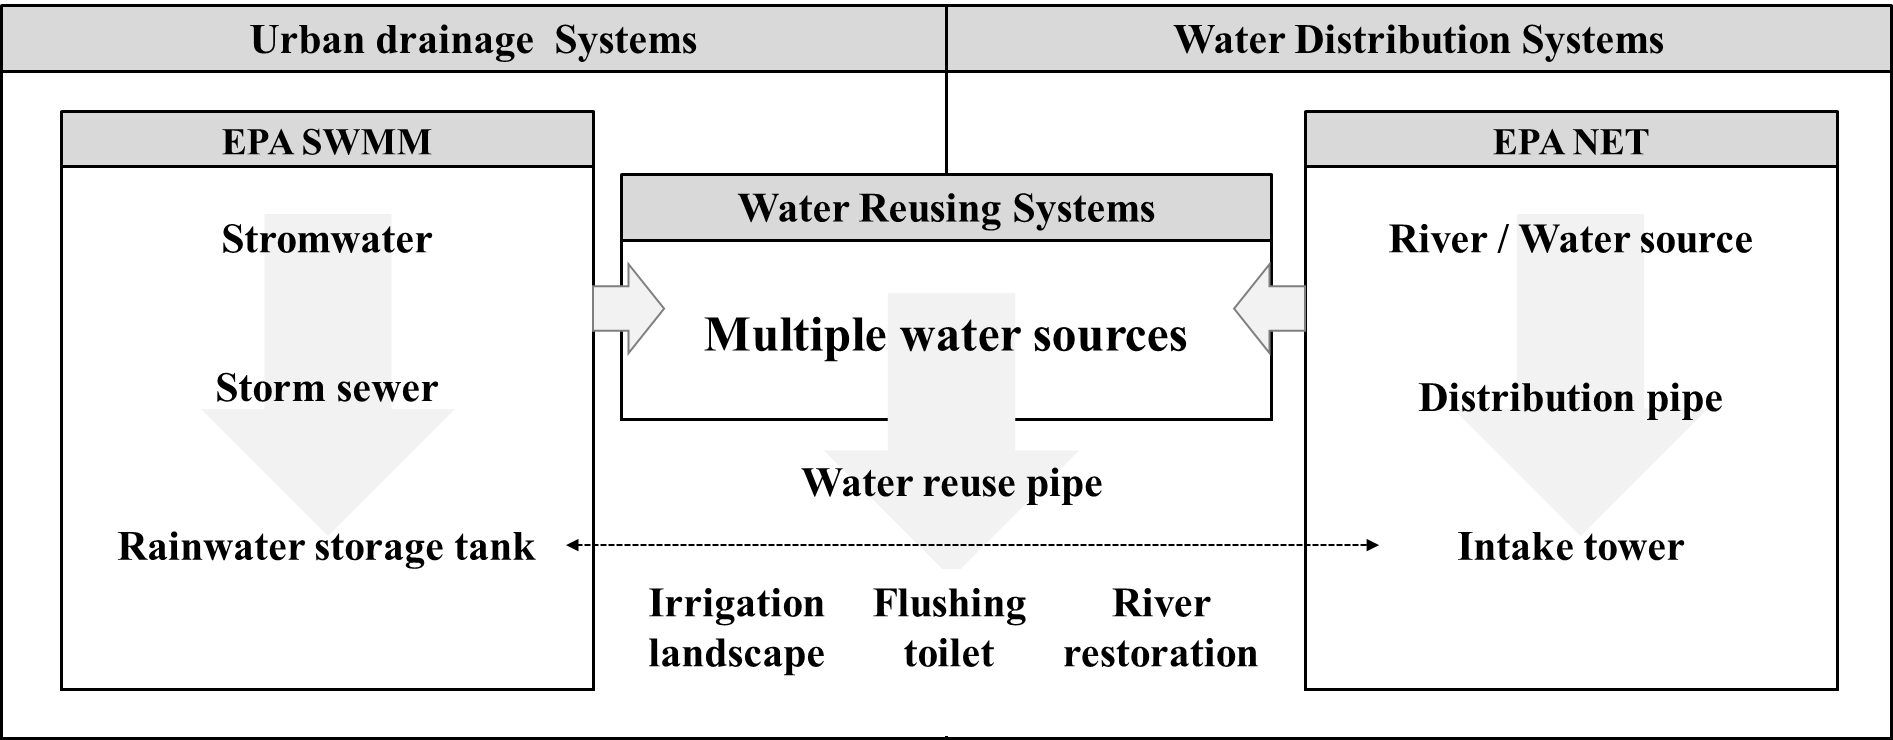 Urban drainage Systems
Water Distribution Systems
EPA SWMM
Stromwater
Storm sewer
Rainwater storage tank
Water Reusing Systems
Multiple water sources
Water reuse pipe
Irrigation
landscape
Flushing
toilet
River
restoration
EPA NET
River / Water source
Distribution pipe
Intake tower